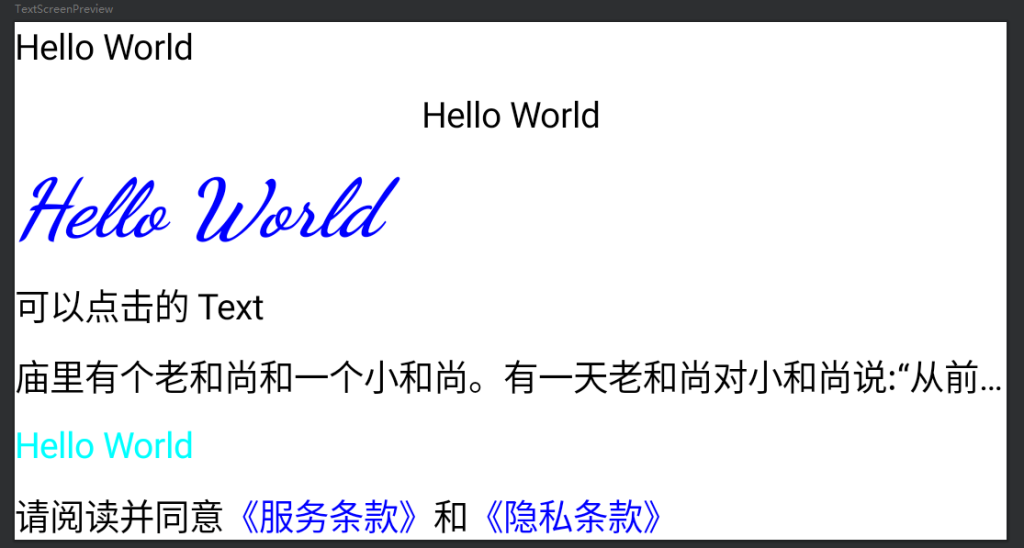 TextScreenPreview
Hello World
Hello World
Hello World
可以点击的 Text
庙里有个老和尚和一个小和尚。有一天老和尚对小和尚说:“从前...
Hello World
请阅读并同意《服务条款》和《隐私条款》